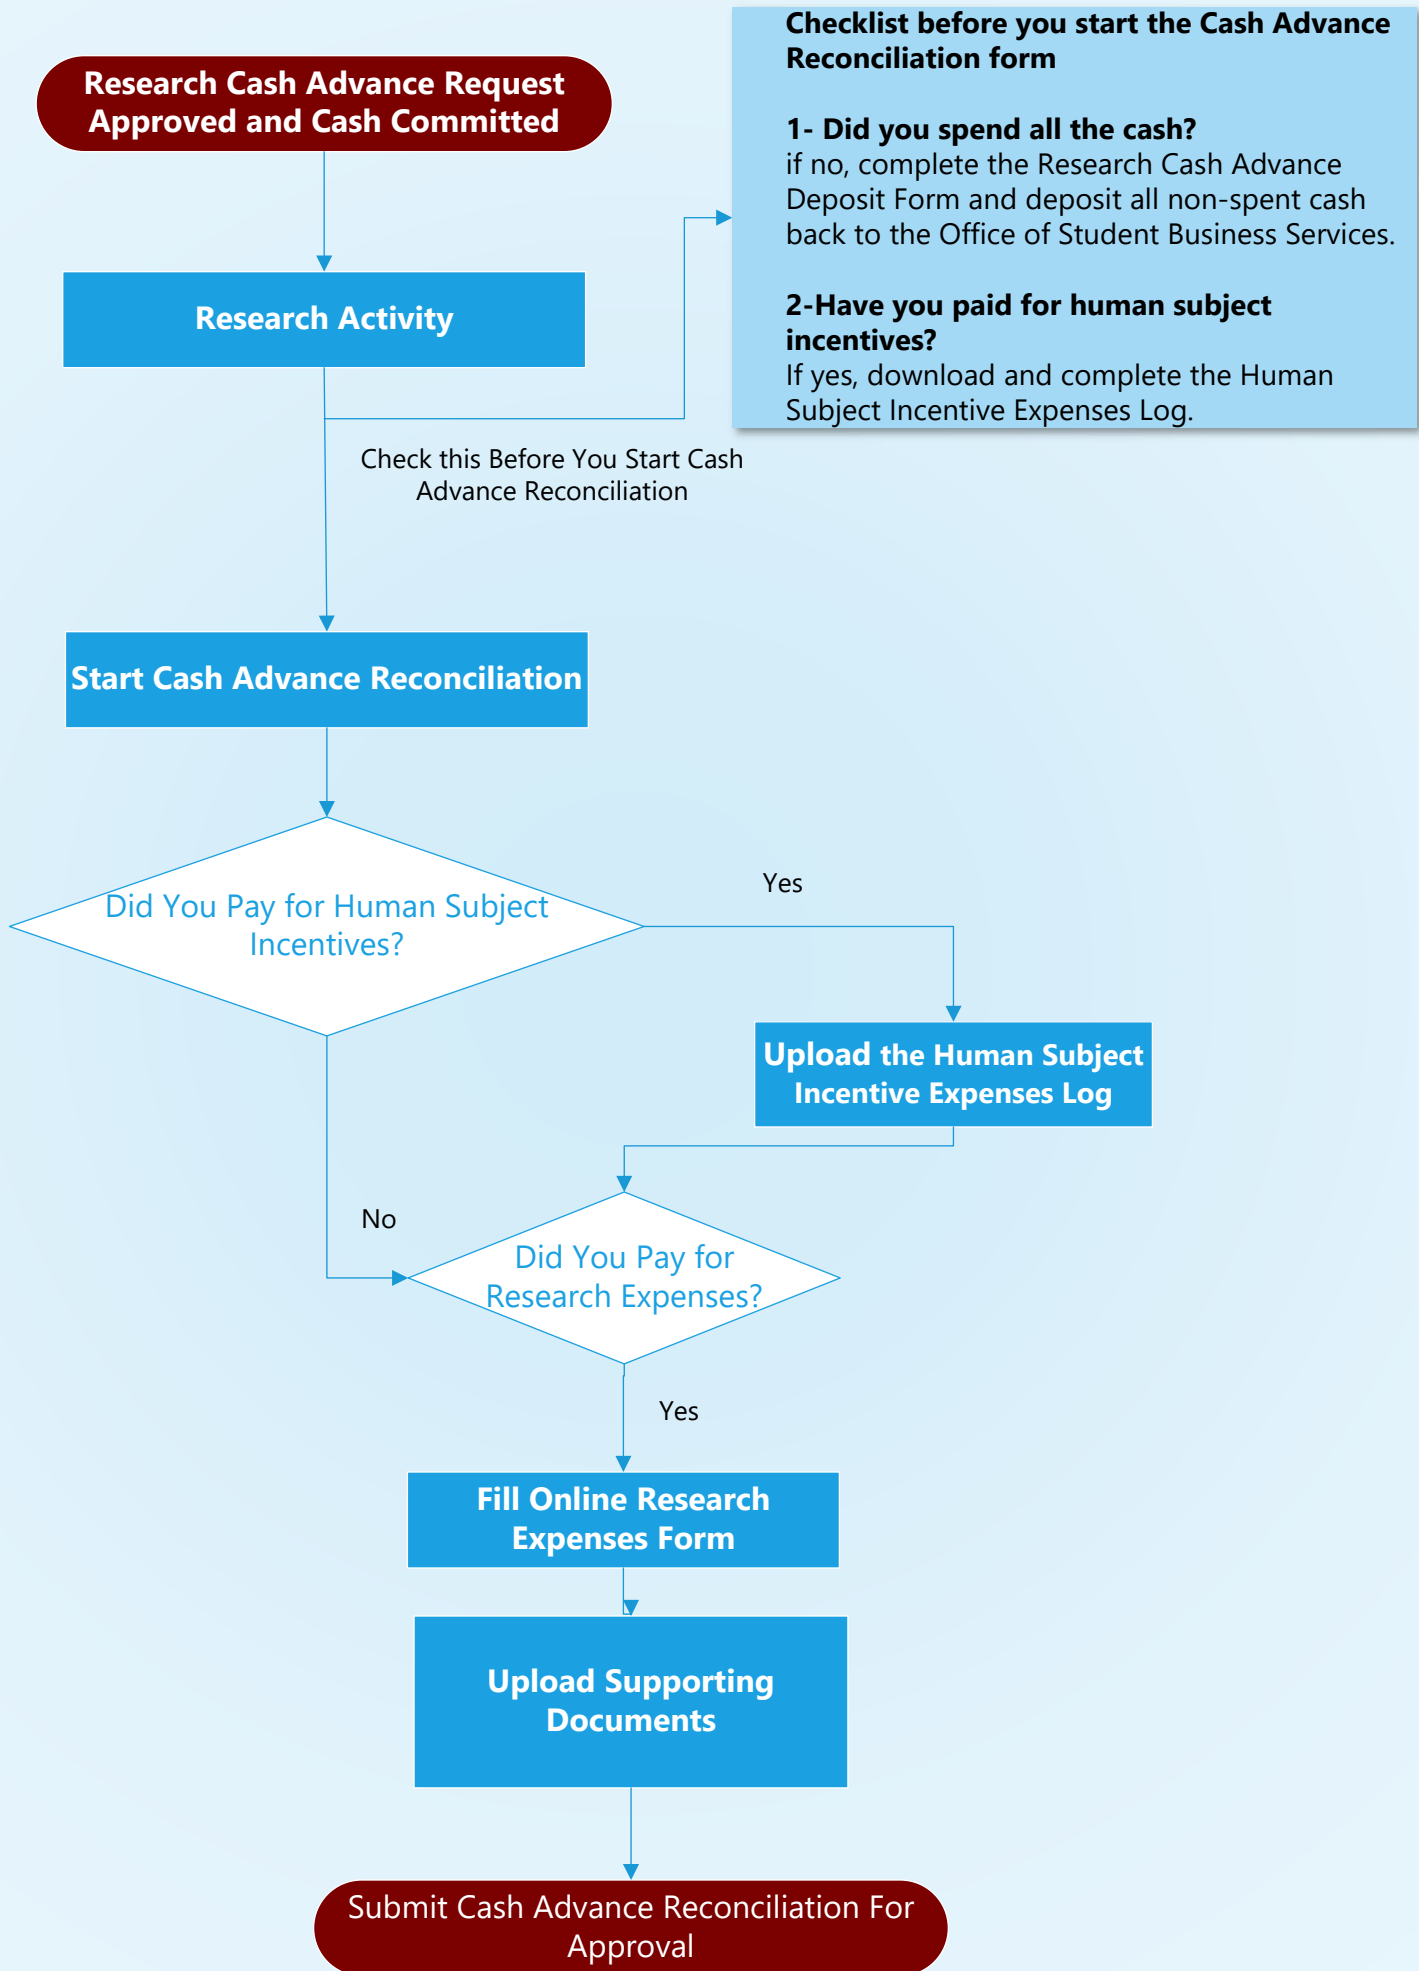 Research Cash Advance Request
Approved and Cash Committed
Checklist before you start the Cash Advance
Reconciliation form
1- Did you spend all the cash?
if no, complete the Research Cash Advance
Deposit Form and deposit all non-spent cash
back to the Office of Student Business Services.
2-Have you paid for human subject
incentives?
If yes, download and complete the Human
Subject Incentive Expenses Log.
Research Activity
Check this Before You Start Cash
Advance Reconciliation
Start Cash Advance Reconciliation
Did You Pay for Human Subject
Incentives?
Yes
Upload the Human Subject
Incentive Expenses Log
No
Did You Pay for
Research Expenses?
Yes
Fill Online Research
Expenses Form
Upload Supporting
Documents
Submit Cash Advance Reconciliation For
Approval